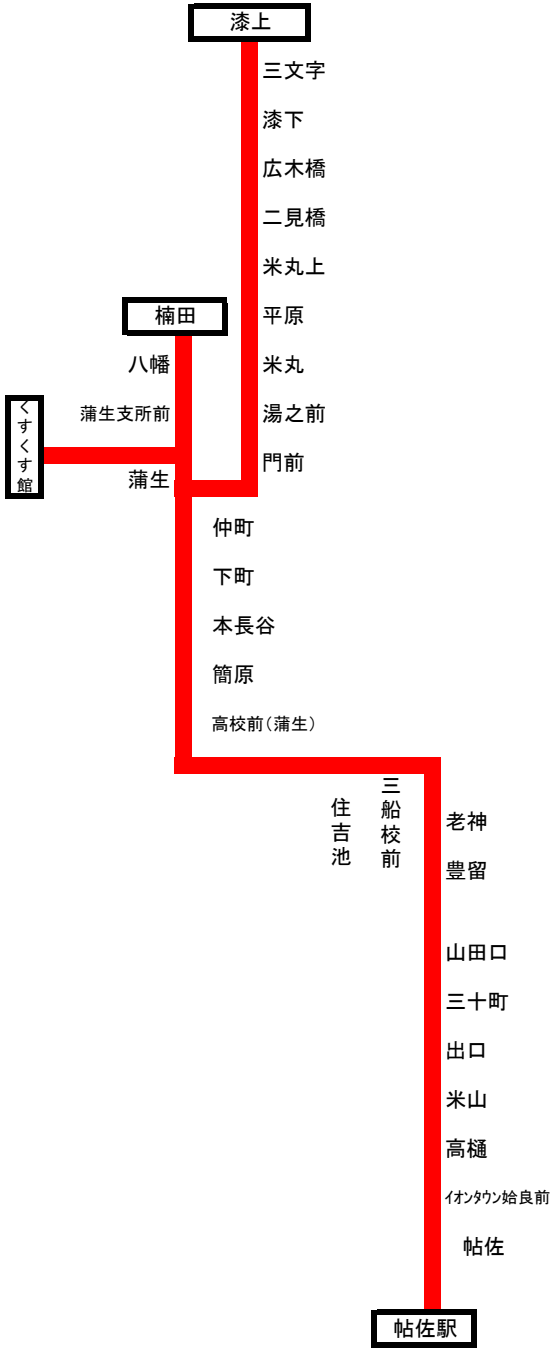 漆上
三文字
漆下
広木橋
二見橋
米丸上
平原
米丸
湯之前
門前
楠田
八幡
蒲生支所前
くすくす館
蒲生
仲町
下町
本長谷
簡原
高校前(蒲生)
住吉池
三船校前
老神
豊留
山田口
三十町
出口
米山
高樋
イオンタウン姶良前
帖佐
帖佐駅